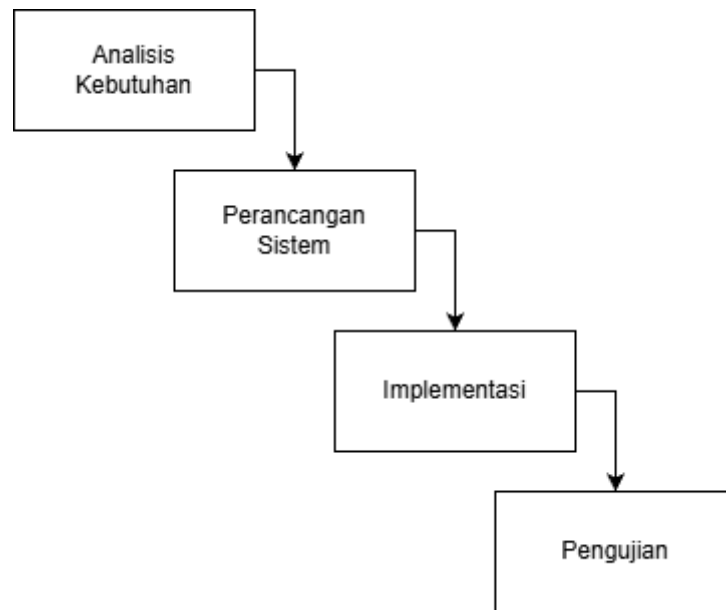 Analisis
Kebutuhan
Perancangan
Sistem
Implementasi
Pengujian